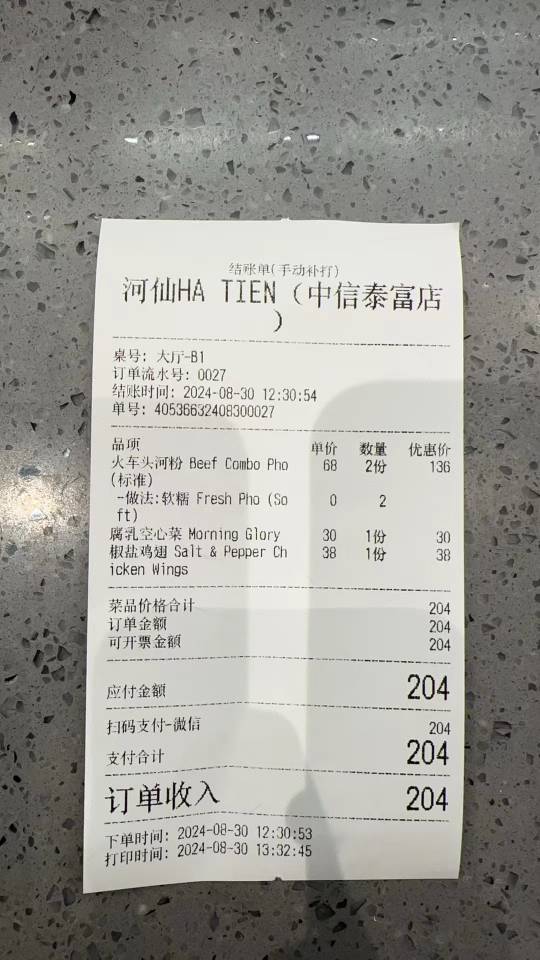 结账单(手动补打)
河仙HA TIEN（中信泰富店
）
桌号: 大厅-B1
订单流水号: 0027
结账时间: 2024-08-30 12:30:54
单号: 40536632408300027
品项 单价 数量 优惠价
火车头河粉 Beef Combo Pho 68 2份 136
(标准)
-做法:软糯 Fresh Pho (So 0 2
ft)
腐乳空心菜 Morning Glory 30 1份 30
椒盐鸡翅 Salt & Pepper Ch 38 1份 38
icken Wings
菜品价格合计 204
订单金额 204
可开票金额 204
应付金额 204
扫码支付-微信 204
支付合计 204
订单收入 204
下单时间: 2024-08-30 12:30:53
打印时间: 2024-08-30 13:32:45